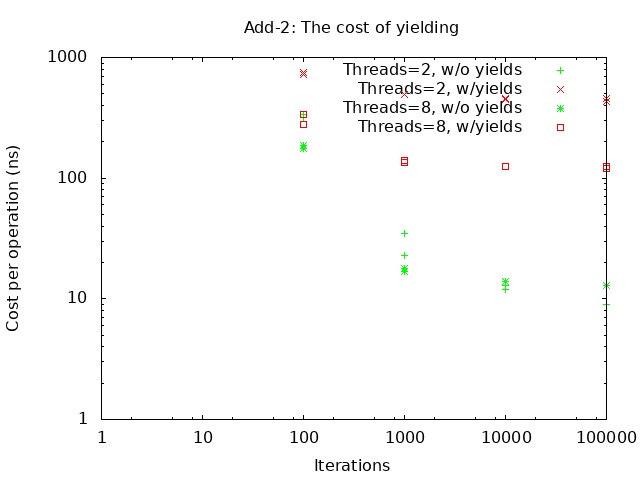 Add-2: The cost of yielding
1000
Threads=2, w/o yields
Threads=2, w/yields
Threads=8, w/o yields
Threads=8, w/yields
100
Cost per operation (ns)
10
1
1 10 100 1000 10000 100000
Iterations